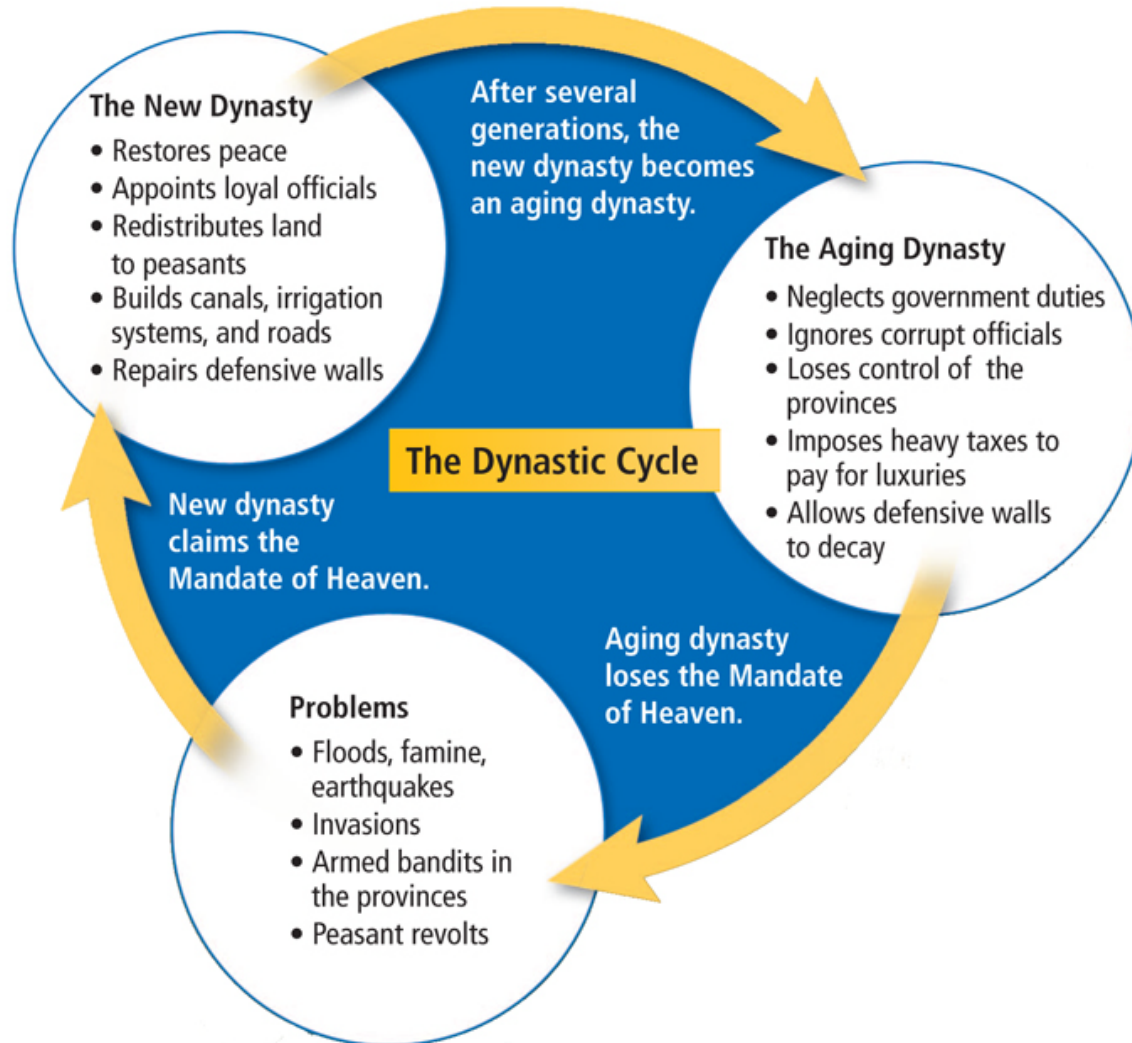 The New Dynasty
• Restores peace
• Appoints loyal officials
• Redistributes land
to peasants
• Builds canals, irrigation
systems, and roads
• Repairs defensive walls
After several
generations, the
new dynasty becomes
an aging dynasty.
The Aging Dynasty
• Neglects government duties
• Ignores corrupt officials
• Loses control of the
provinces
• Imposes heavy taxes to
pay for luxuries
• Allows defensive walls
to decay
The Dynastic Cycle
New dynasty
claims the
Mandate of Heaven.
Aging dynasty
loses the Mandate
of Heaven.
Problems
• Floods, famine,
earthquakes
• Invasions
• Armed bandits in
the provinces
• Peasant revolts